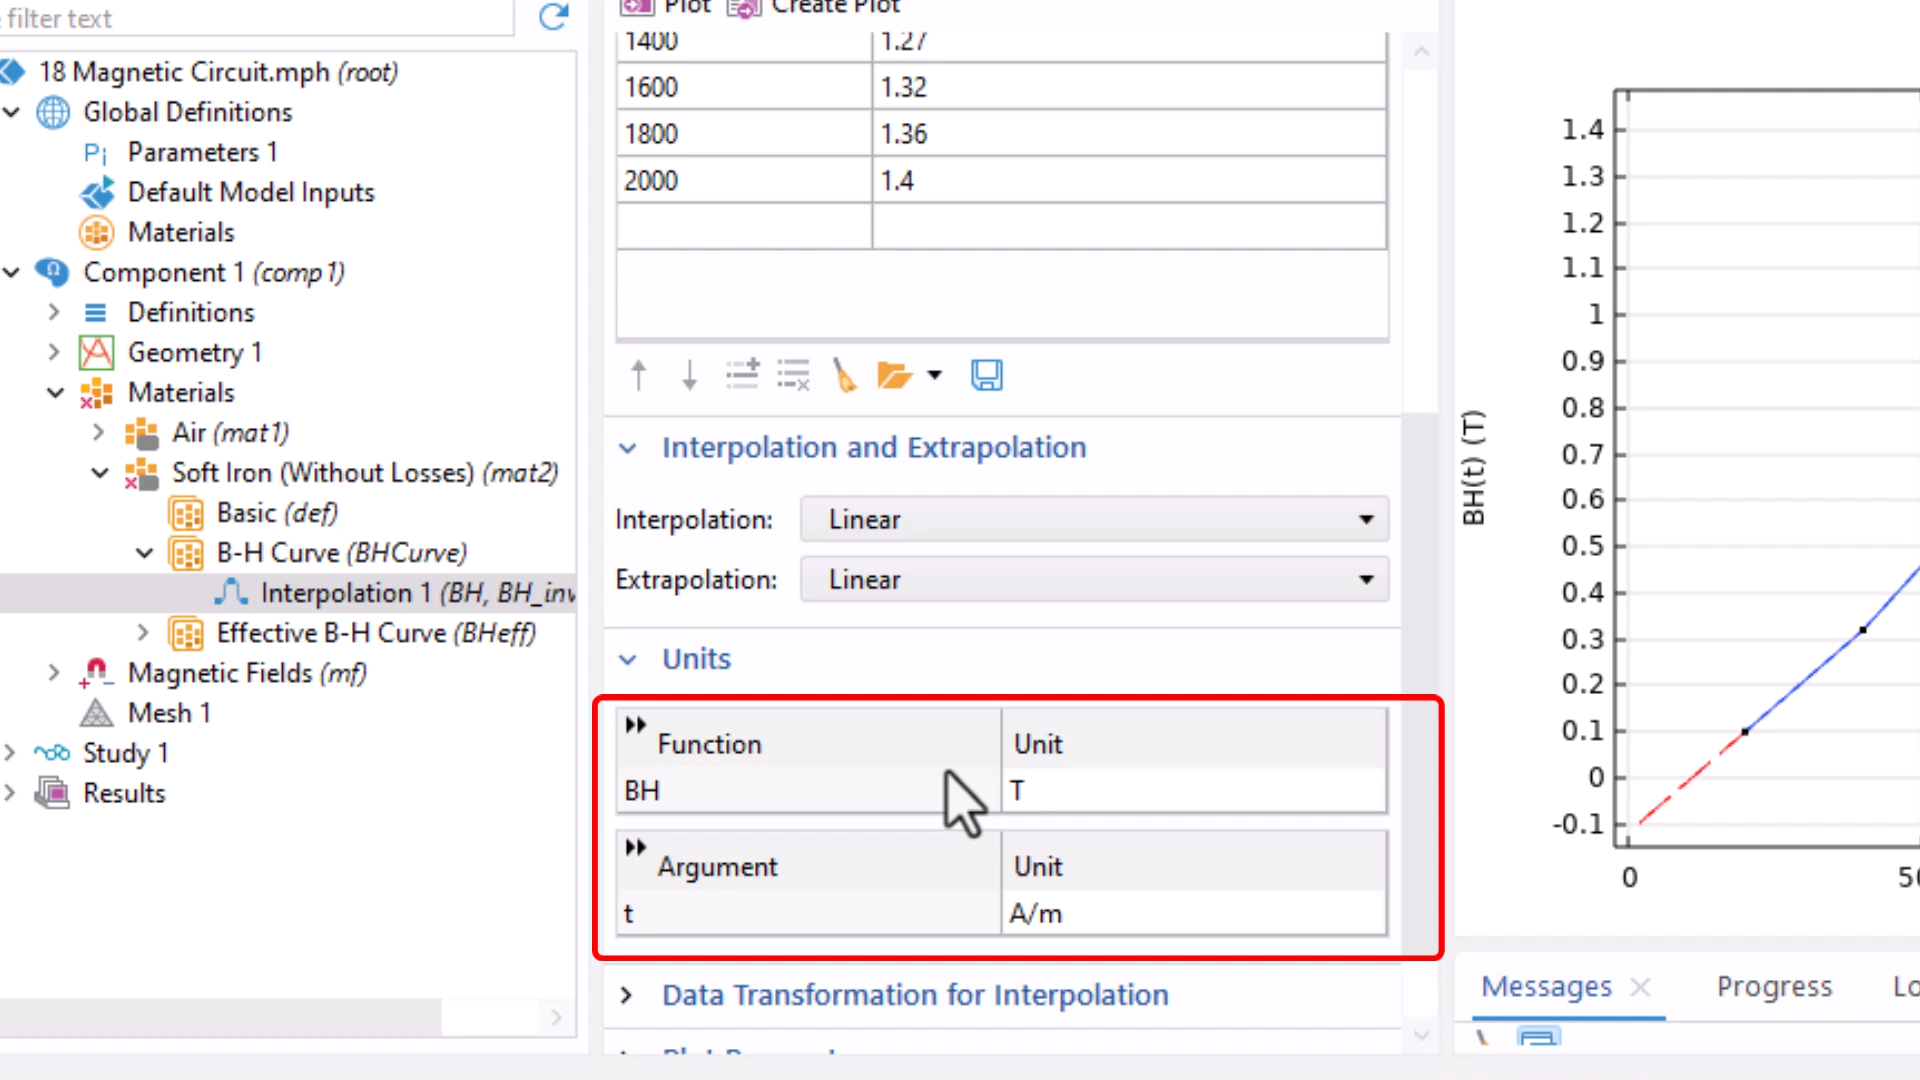 filter text
18 Magnetic Circuit.mph (root)
Global Definitions
Pi Parameters 1
Default Model Inputs
Materials
Component 1 (comp1)
Definitions
Geometry 1
Materials
Air (mat1)
Soft Iron (Without Losses) (mat2)
Basic (def)
B-H Curve (BHCurve)
Interpolation 1 (BH, BH_inv
Effective B-H Curve (BHeff)
Magnetic Fields (mf)
Mesh 1
Study 1
Results
Plot Create Plot
1400 1.27
1600 1.32
1800 1.36
2000 1.4
Interpolation and Extrapolation
Interpolation: Linear
Extrapolation: Linear
Units
Function Unit
BH T
Argument Unit
t A/m
Data Transformation for Interpolation
BH(t) (T)
1.4
1.3
1.2
1.1
1
0.9
0.8
0.7
0.6
0.5
0.4
0.3
0.2
0.1
0
-0.1
0
Messages Progress